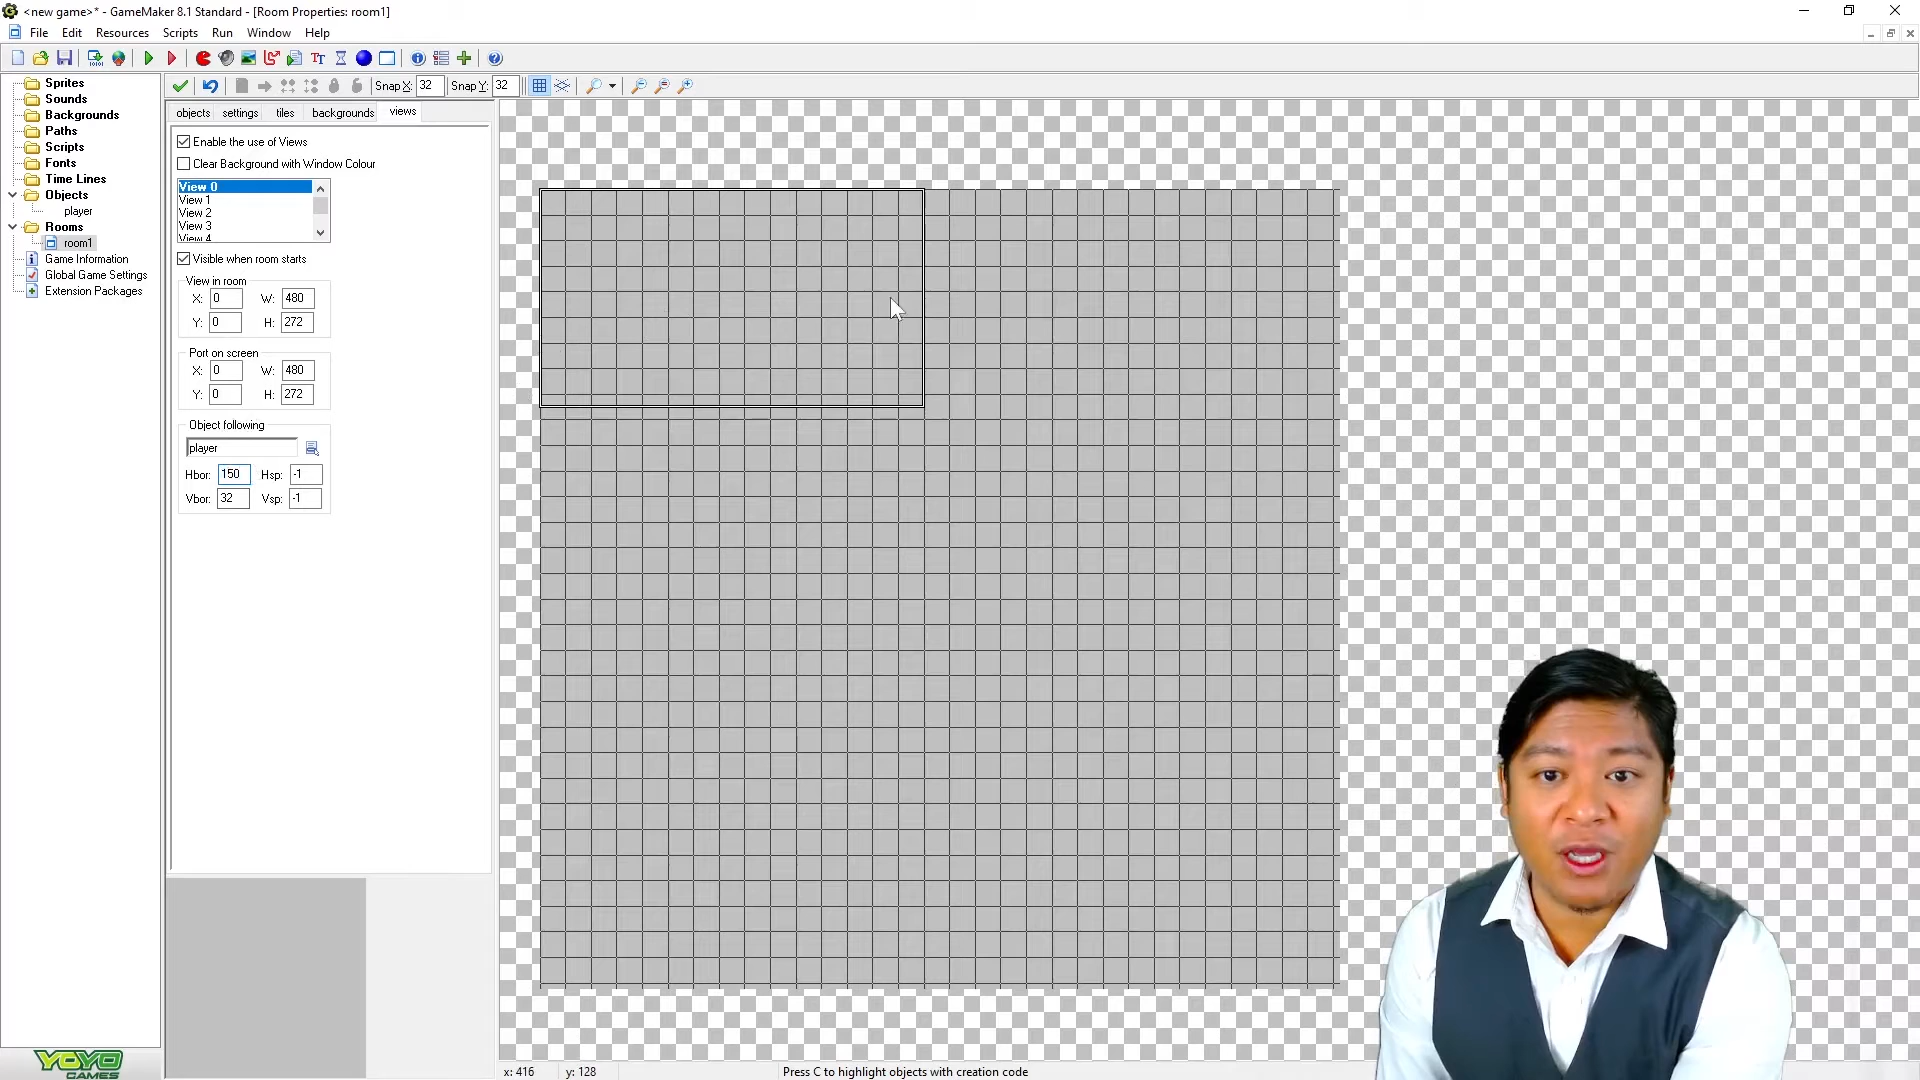 <new game>* - GameMaker 8.1 Standard - [Room Properties: room1]
File Edit Resources Scripts Run Window Help
Snap X: 32 Snap Y: 32
Sprites
Sounds
Backgrounds
Paths
Scripts
Fonts
Time Lines
Objects
player
Rooms
room1
Game Information
Global Game Settings
Extension Packages
objects settings tiles backgrounds views
Enable the use of Views
Clear Background with Window Colour
View 0
View 1
View 2
View 3
View 4
Visible when room starts
View in room
X: 0 W: 480
Y: 0 H: 272
Port on screen
X: 0 W: 480
Y: 0 H: 272
Object following
player
Hbor: 150 Hsp: -1
Vbor: 32 Vsp: -1
YOYO
GAMES
x: 416 y: 128 Press C to highlight objects with creation code